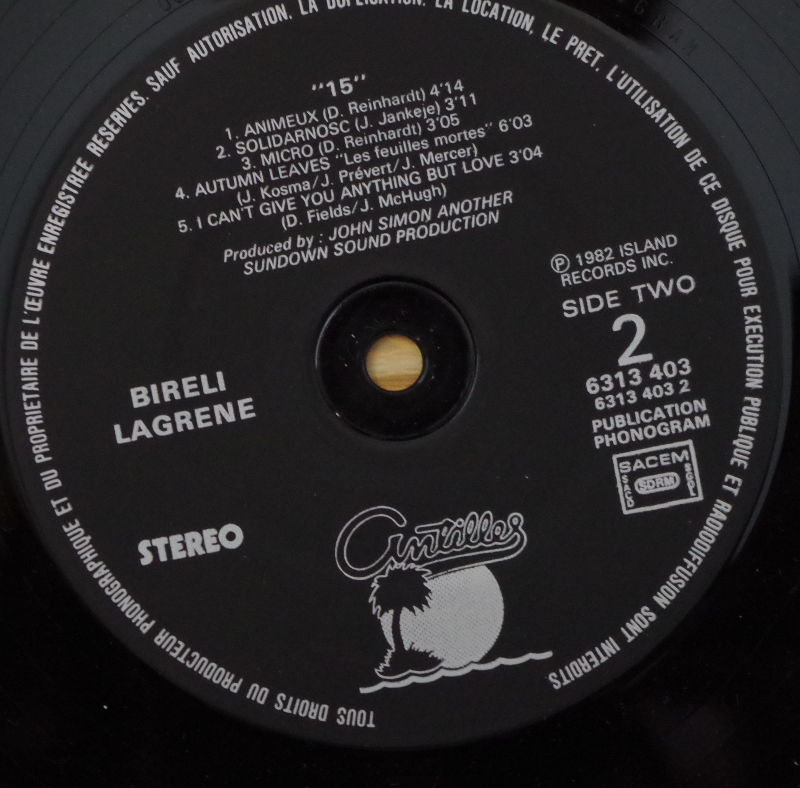 "15"
1. ANIMEUX (D. Reinhardt) 4'14
2. SOLIDARNOSC (J. Jankeje) 3'11
3. MICRO (D. Reinhardt) 3'05
4. AUTUMN LEAVES "Les feuilles mortes" 6'03
(J. Kosma/J. Prévert/J. Mercer)
5. I CAN'T GIVE YOU ANYTHING BUT LOVE 3'04
(D. Fields/J. McHugh)
Produced by : JOHN SIMON ANOTHER
SUNDOWN SOUND PRODUCTION
Ⓟ 1982 ISLAND
RECORDS INC.
SIDE TWO
2
6313 403
6313 403 2
PUBLICATION
PHONOGRAM
SACEM
SACD
SDRM
SGDL
BIRELI
LAGRENE
STEREO
Antilles
TOUS DROITS DU PRODUCTEUR PHONOGRAPHIQUE ET DU PROPRIETAIRE DE L'ŒUVRE ENREGISTREE RESERVES. SAUF AUTORISATION. LA DUPLICATION. LA LOCATION, LE PRET, L'UTILISATION DE CE DISQUE POUR EXECUTION PUBLIQUE ET RADIODIFFUSION SONT INTERDITS